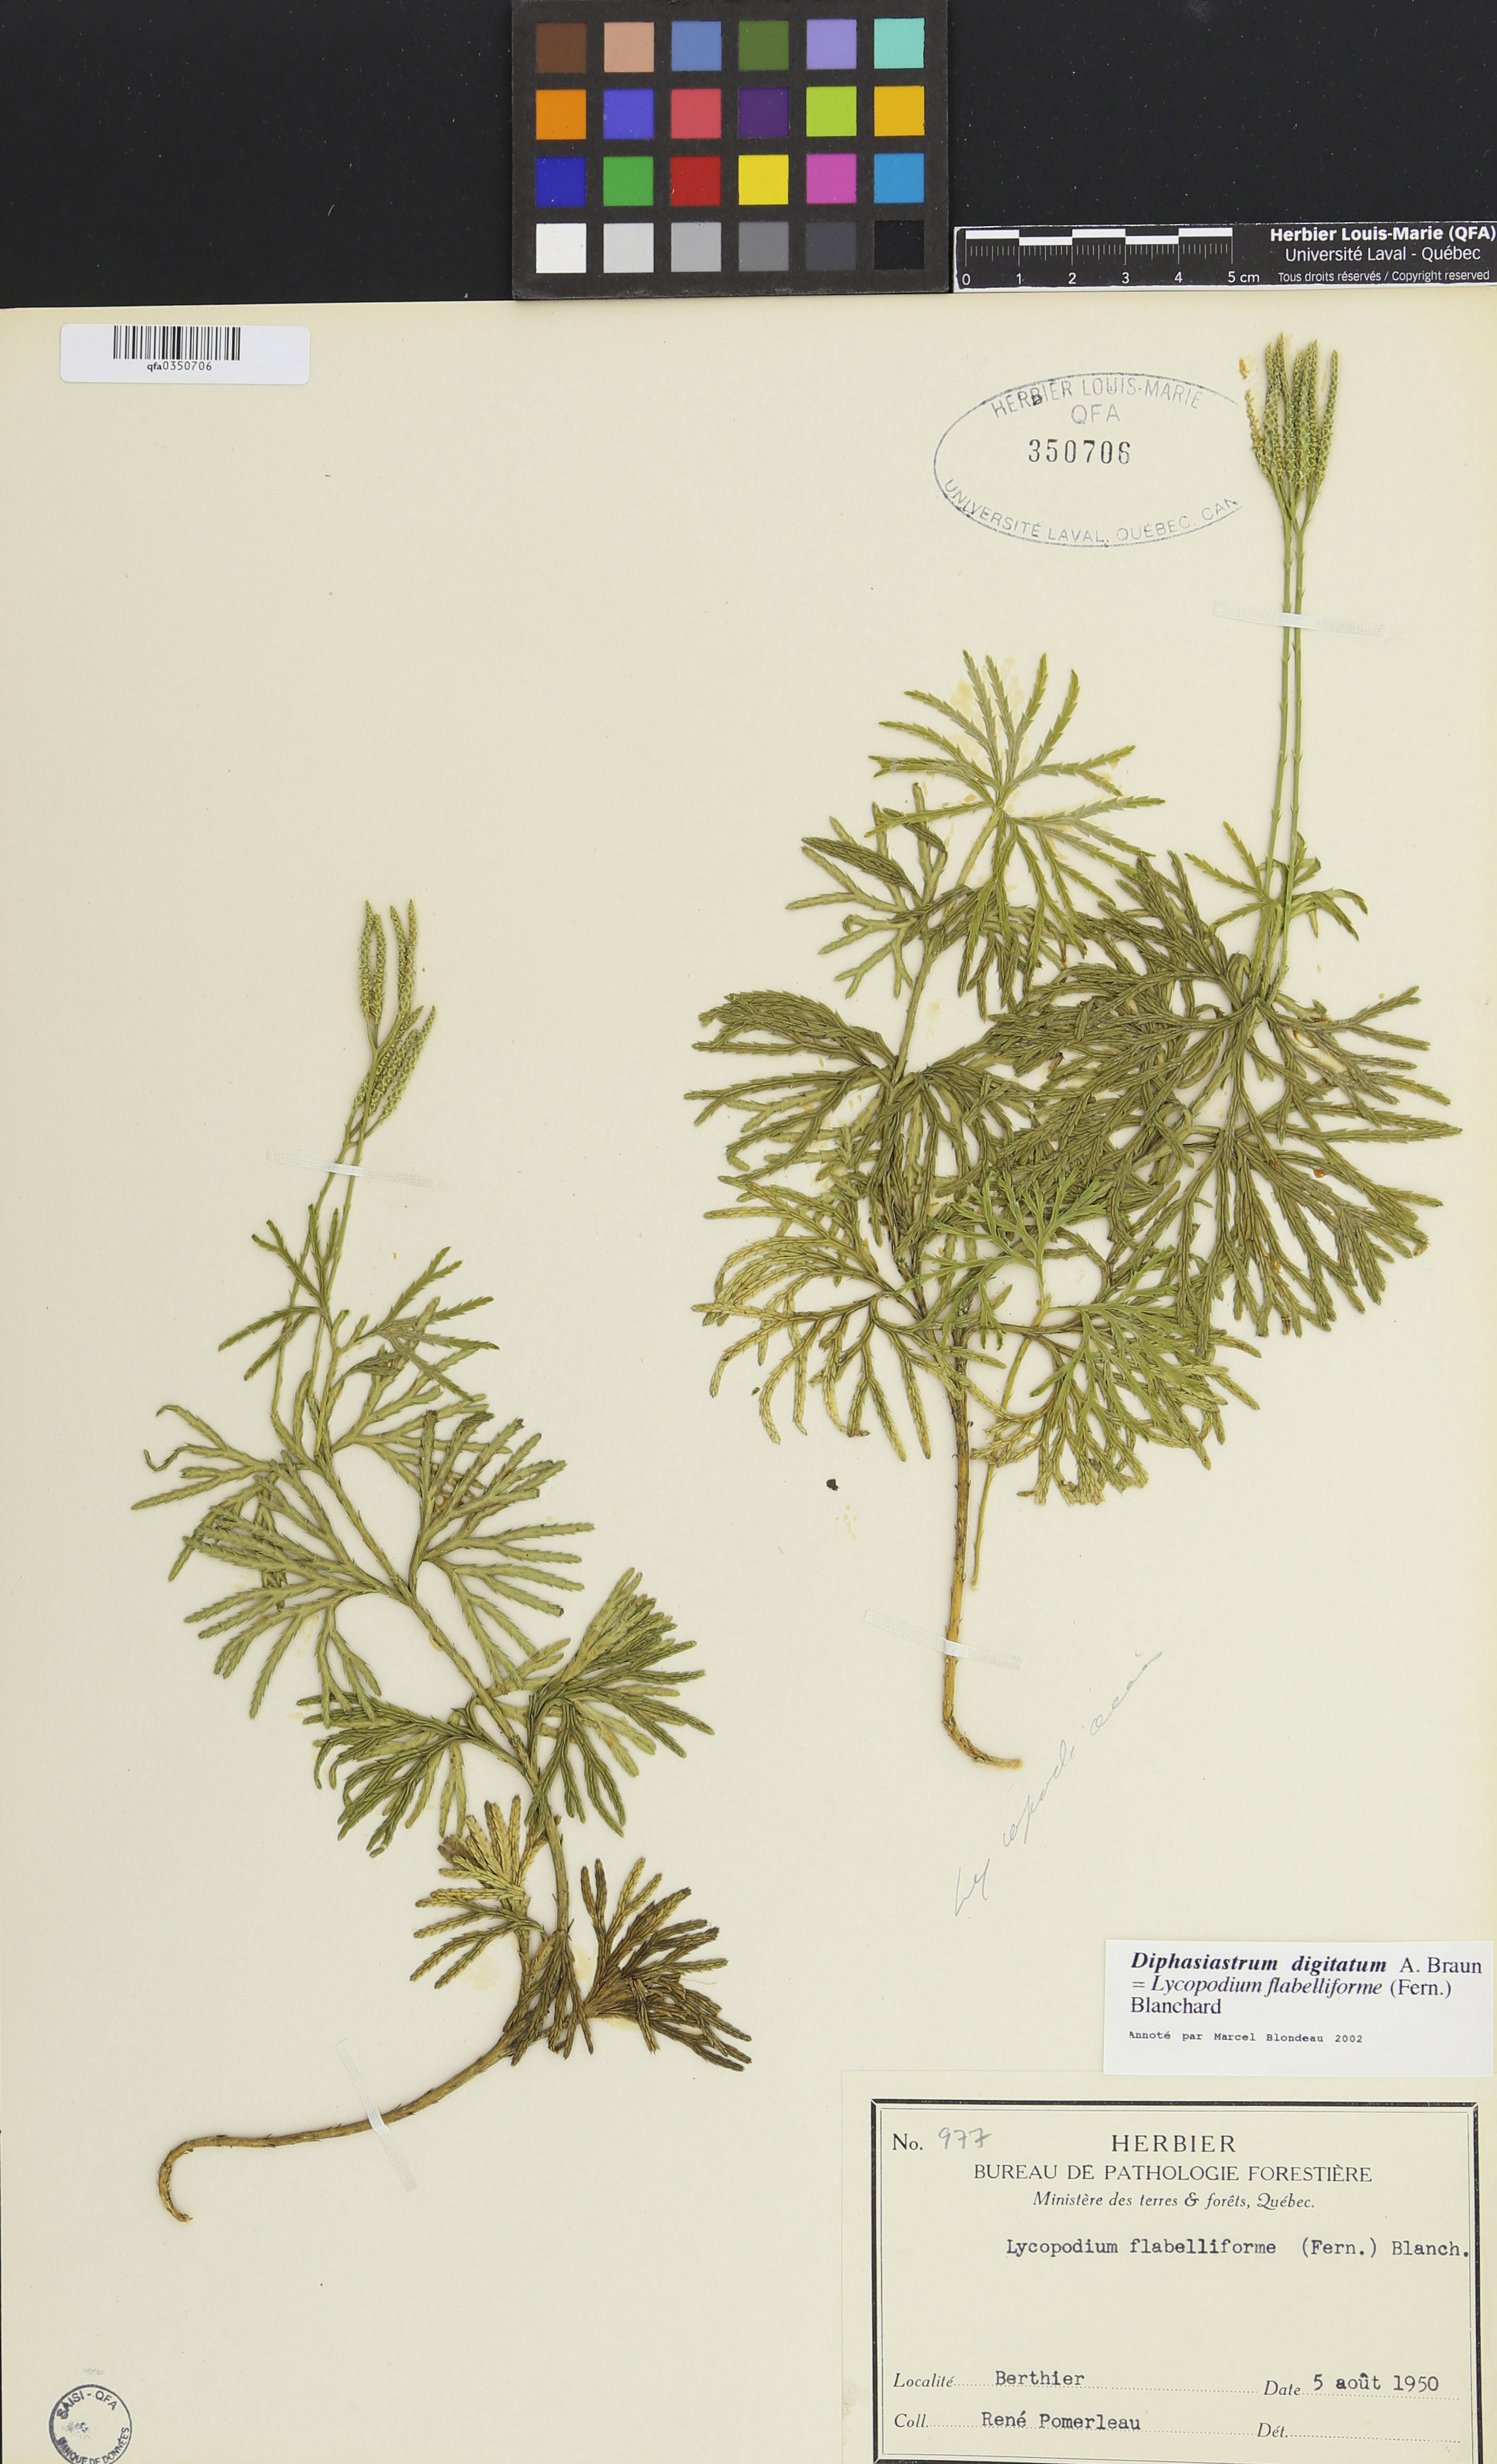 Herbier Louis-Marie (QFA)
Université Laval - Québec
0 1 2 3 4 5 cm
Tous droits réservés / Copyright reserved
qfa0350706
HERBIER LOUIS-MARIE
QFA
350706
UNIVERSITÉ LAVAL, QUÉBEC, CAN
Diphasiastrum digitatum A. Braun
= Lycopodium flabelliforme (Fern.)
Blanchard
Annoté par Marcel Blondeau 2002
No. 977
HERBIER
BUREAU DE PATHOLOGIE FORESTIÈRE
Ministère des terres & forêts, Québec.
Lycopodium flabelliforme (Fern.) Blanch.
Localité Berthier
Date 5 août 1950
Coll. René Pomerleau
Dét.
SAISI - QFA
BANQUE DE DONNÉES